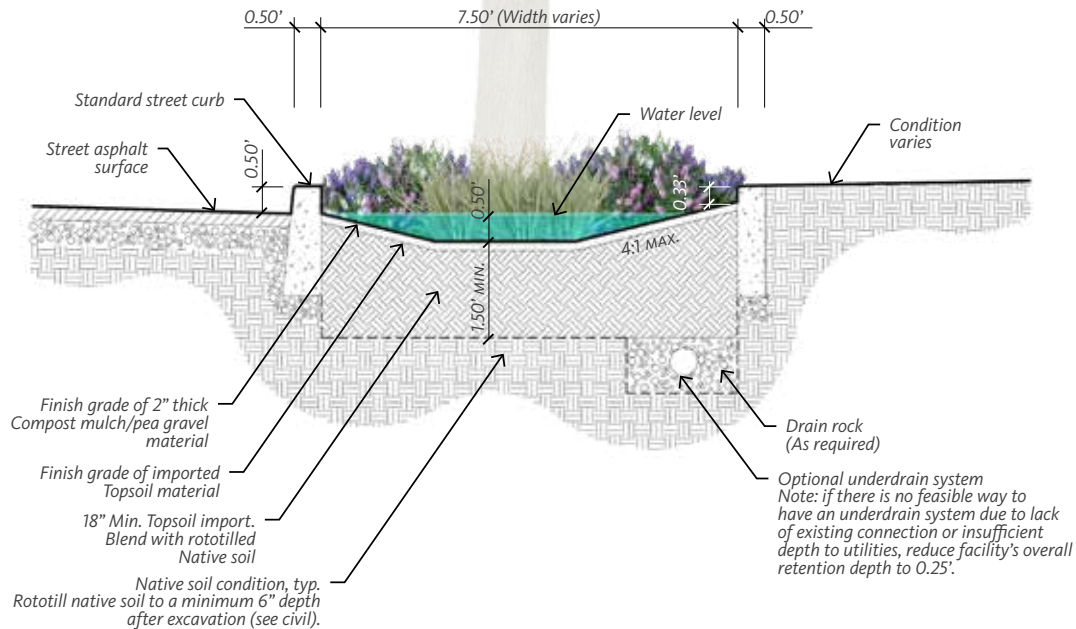 0.50’
7.50’ (Width varies)
0.50’
Standard street curb
Water level
Condition
varies
Street asphalt
surface
0.50’
0.50’
0.33’
4:1 MAX.
1.50’ MIN.
Finish grade of 2” thick
Compost mulch/pea gravel
material
Finish grade of imported
Topsoil material
18” Min. Topsoil import.
Blend with rototilled
Native soil
Native soil condition, typ.
Rototill native soil to a minimum 6” depth
after excavation (see civil).
Drain rock
(As required)
Optional underdrain system
Note: if there is no feasible way to
have an underdrain system due to lack
of existing connection or insufficient
depth to utilities, reduce facility’s overall
retention depth to 0.25’.